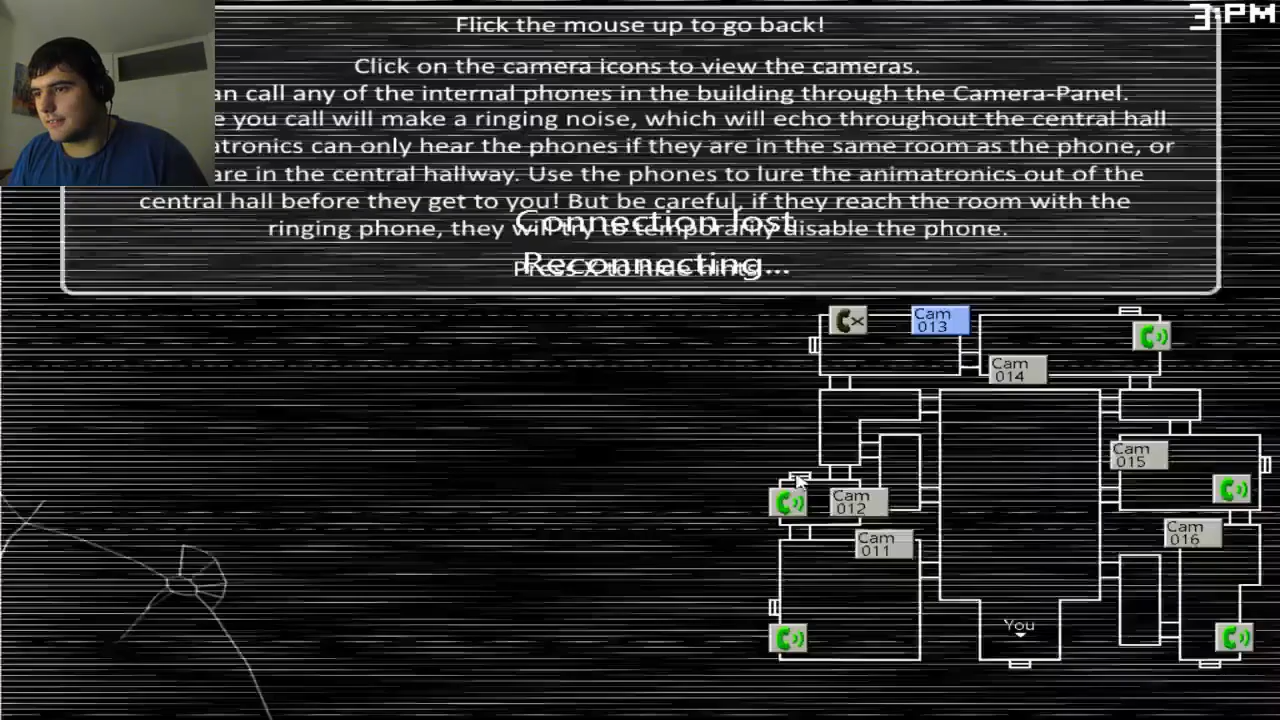 Flick the mouse up to go back!
3 PM
Click on the camera icons to view the cameras.
an call any of the internal phones in the building through the Camera-Panel.
e you call will make a ringing noise, which will echo throughout the central hall
atronics can only hear the phones if they are in the same room as the phone, or
are in the central hallway. Use the phones to lure the animatronics out of the
central hall before they get to you! But be careful, if they reach the room with the
ringing phone, they will try to temporarily disable the phone.
Connection lost
Reconnecting...
Cam 013
Cam 014
Cam 015
Cam 012
Cam 016
Cam 011
You